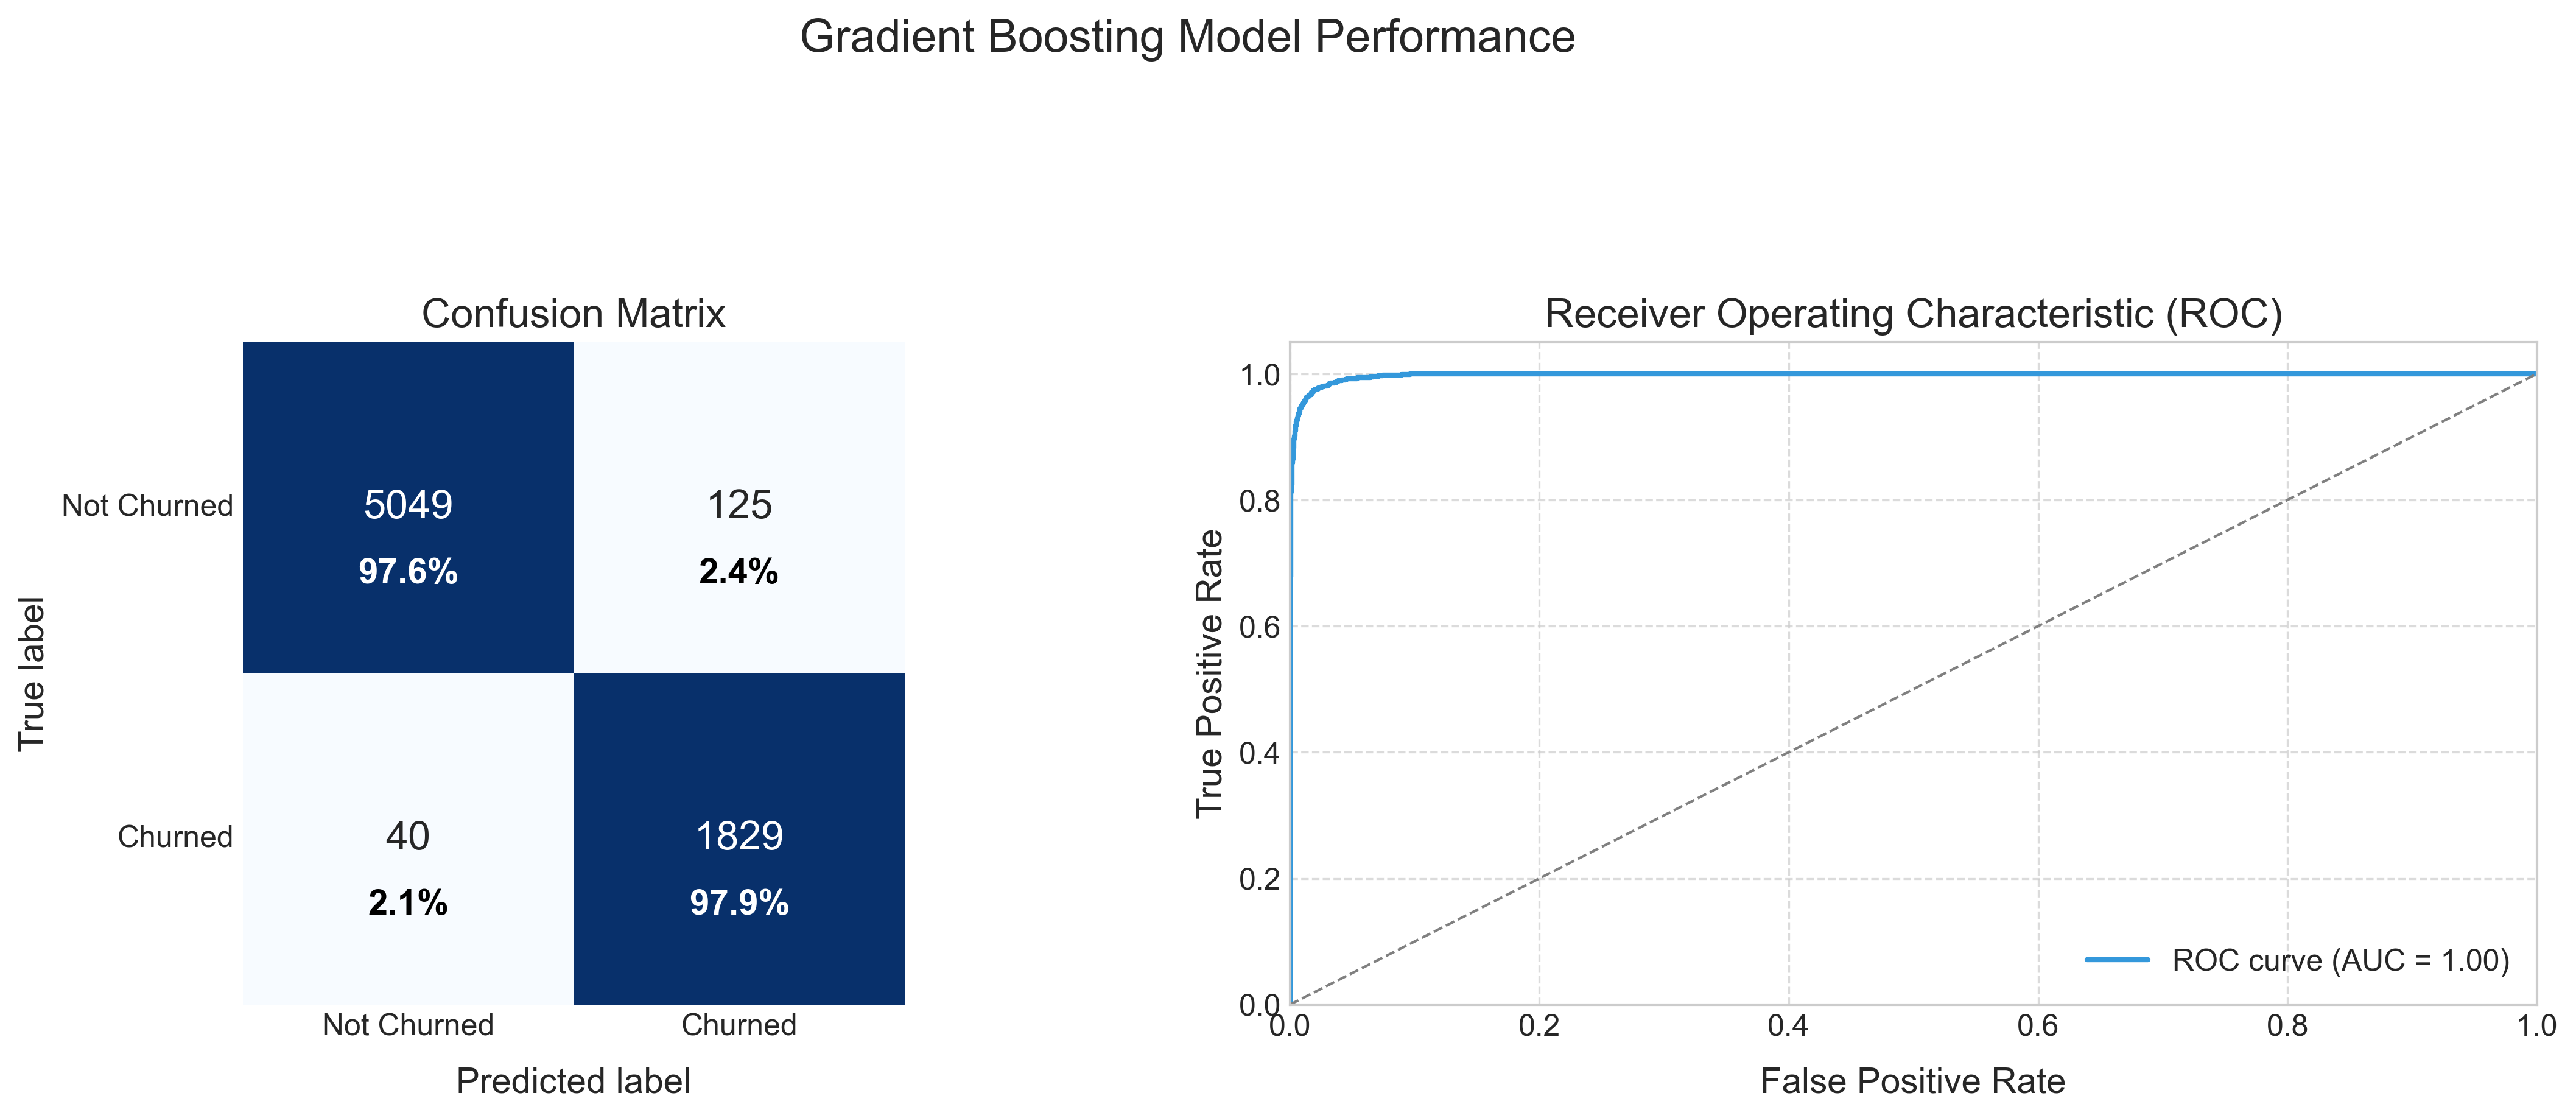 Gradient Boosting Model Performance
Confusion Matrix
True label
Not Churned
5049
125
97.6%
2.4%
Churned
40
1829
2.1%
97.9%
Not Churned
Churned
Predicted label
Receiver Operating Characteristic (ROC)
True Positive Rate
1.0
0.8
0.6
0.4
0.2
0.0
ROC curve (AUC = 1.00)
0.0
0.2
0.4
0.6
0.8
1.0
False Positive Rate